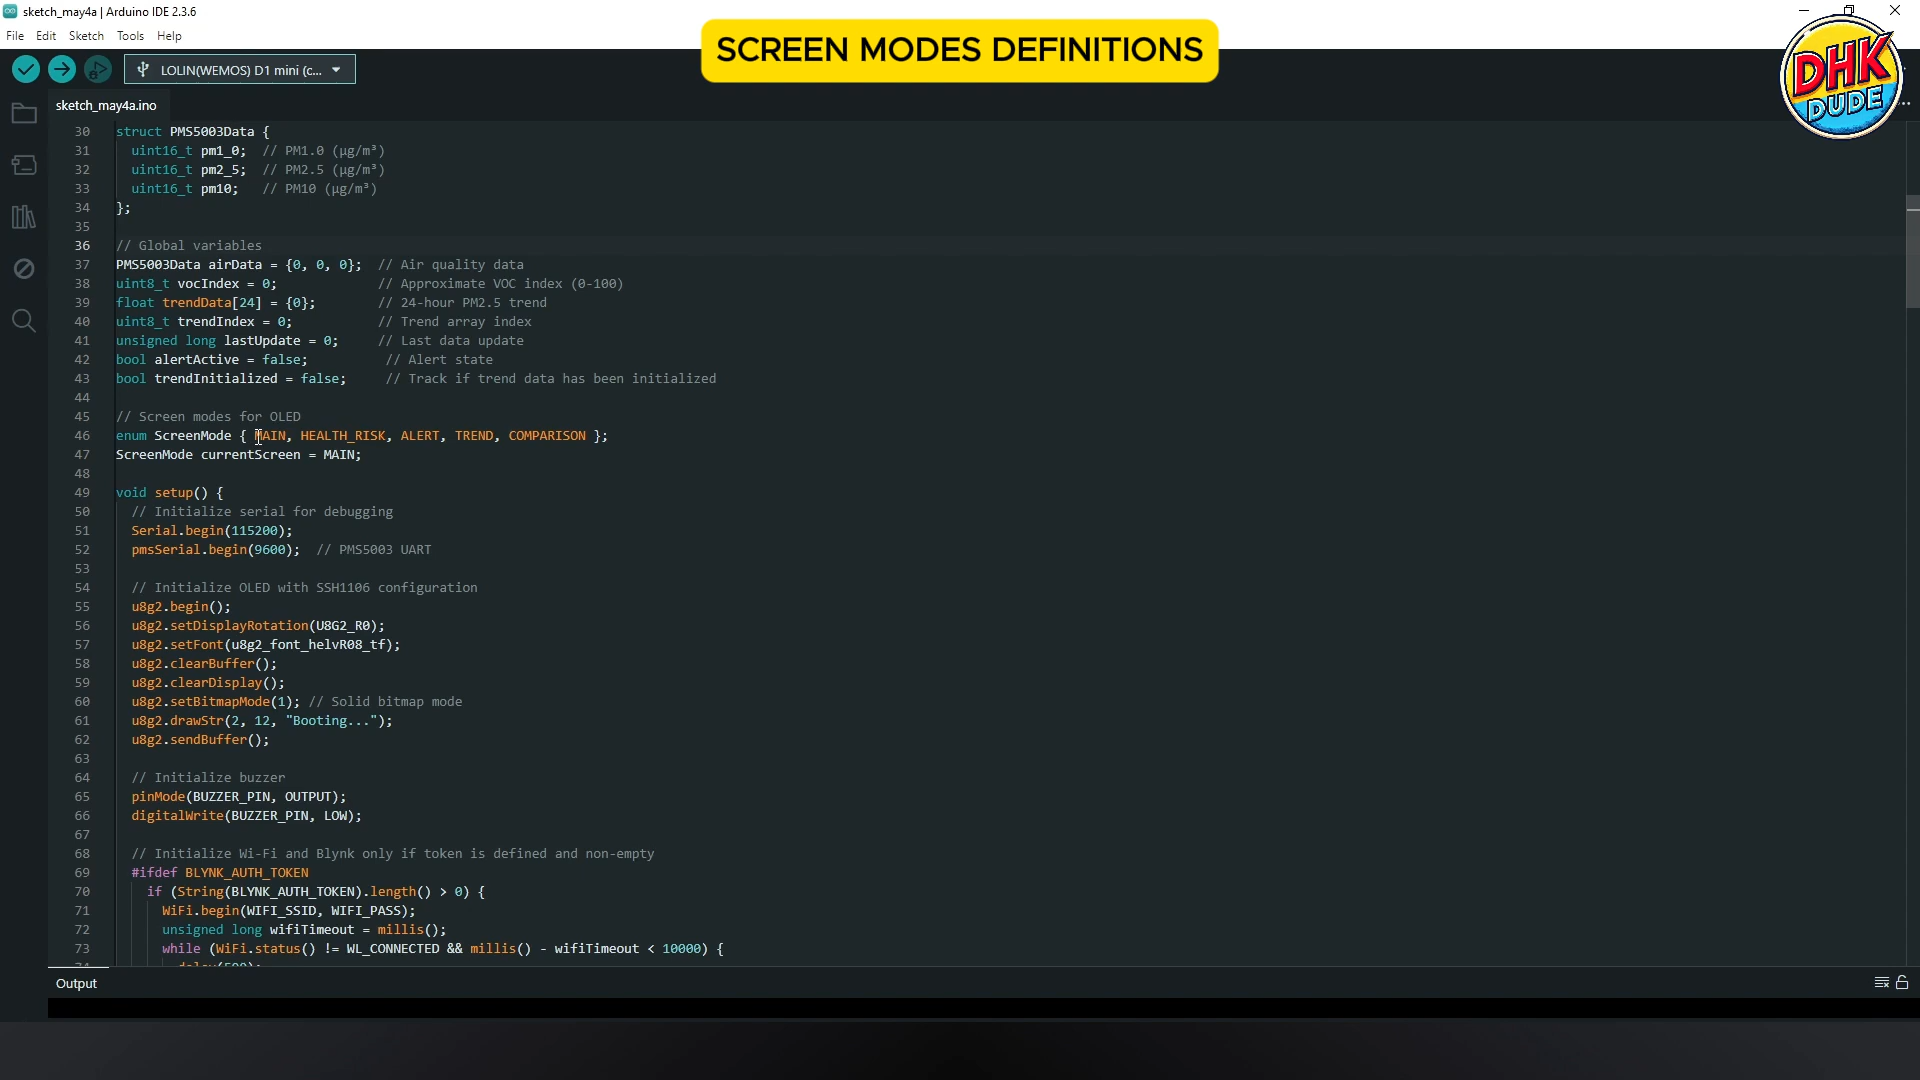 sketch_may4a | Arduino IDE 2.3.6
File Edit Sketch Tools Help
SCREEN MODES DEFINITIONS
DHK
DUDE
LOLIN(WEMOS) D1 mini (c...
sketch_may4a.ino
30 struct PMS5003Data {
31 uint16_t pm1_0; // PM1.0 (µg/m³)
32 uint16_t pm2_5; // PM2.5 (µg/m³)
33 uint16_t pm10; // PM10 (µg/m³)
34 };
35
36 // Global variables
37 PMS5003Data airData = {0, 0, 0}; // Air quality data
38 uint8_t vocIndex = 0; // Approximate VOC index (0-100)
39 float trendData[24] = {0}; // 24-hour PM2.5 trend
40 uint8_t trendIndex = 0; // Trend array index
41 unsigned long lastUpdate = 0; // Last data update
42 bool alertActive = false; // Alert state
43 bool trendInitialized = false; // Track if trend data has been initialized
44
45 // Screen modes for OLED
46 enum ScreenMode { MAIN, HEALTH_RISK, ALERT, TREND, COMPARISON };
47 ScreenMode currentScreen = MAIN;
48
49 void setup() {
50 // Initialize serial for debugging
51 Serial.begin(115200);
52 pmsSerial.begin(9600); // PMS5003 UART
53
54 // Initialize OLED with SSH1106 configuration
55 u8g2.begin();
56 u8g2.setDisplayRotation(U8G2_R0);
57 u8g2.setFont(u8g2_font_helvR08_tf);
58 u8g2.clearBuffer();
59 u8g2.clearDisplay();
60 u8g2.setBitmapMode(1); // Solid bitmap mode
61 u8g2.drawStr(2, 12, "Booting...");
62 u8g2.sendBuffer();
63
64 // Initialize buzzer
65 pinMode(BUZZER_PIN, OUTPUT);
66 digitalWrite(BUZZER_PIN, LOW);
67
68 // Initialize Wi-Fi and Blynk only if token is defined and non-empty
69 #ifdef BLYNK_AUTH_TOKEN
70 if (String(BLYNK_AUTH_TOKEN).length() > 0) {
71 WiFi.begin(WIFI_SSID, WIFI_PASS);
72 unsigned long wifiTimeout = millis();
73 while (WiFi.status() != WL_CONNECTED && millis() - wifiTimeout < 10000) {
Output